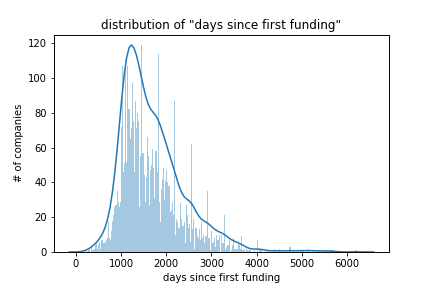 distribution of "days since first funding"
120
100
80
60
40
20
0
# of companies
0 1000 2000 3000 4000 5000 6000
days since first funding